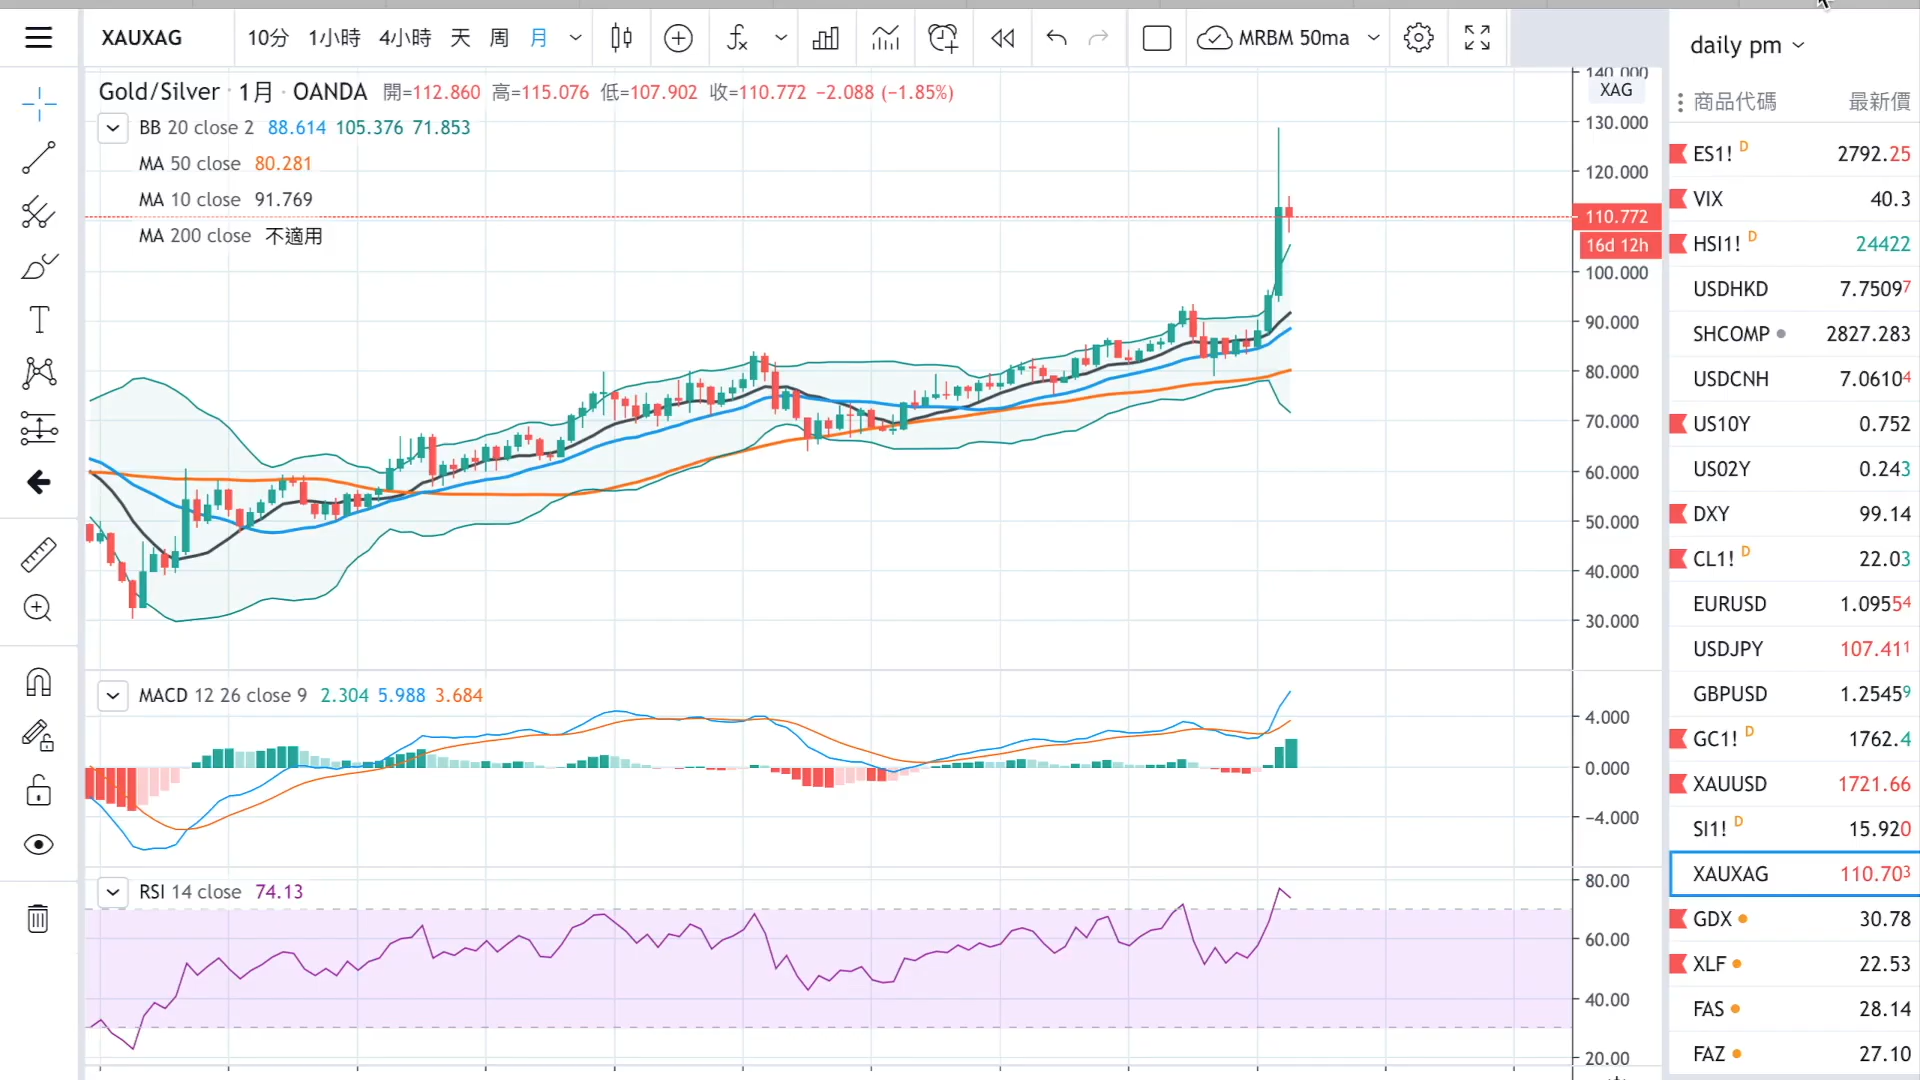 XAUXAG 10分 1小時 4小時 天 周 月 MRBM 50ma
daily pm
Gold/Silver · 1月 · OANDA 開=112.860 高=115.076 低=107.902 收=110.772 −2.088 (−1.85%)
BB 20 close 2 88.614 105.376 71.853
MA 50 close 80.281
MA 10 close 91.769
MA 200 close 不適用
140.000
XAG
130.000
120.000
110.772
16d 12h
100.000
90.000
80.000
70.000
60.000
50.000
40.000
30.000
MACD 12 26 close 9 2.304 5.988 3.684
4.000
0.000
−4.000
RSI 14 close 74.13
80.00
60.00
40.00
20.00
商品代碼 最新價
ES1! D 2792.25
VIX 40.3
HSI1! D 24422
USDHKD 7.75097
SHCOMP 2827.283
USDCNH 7.06104
US10Y 0.752
US02Y 0.243
DXY 99.14
CL1! D 22.03
EURUSD 1.09554
USDJPY 107.411
GBPUSD 1.25459
GC1! D 1762.4
XAUUSD 1721.66
SI1! D 15.920
XAUXAG 110.703
GDX 30.78
XLF 22.53
FAS 28.14
FAZ 27.10